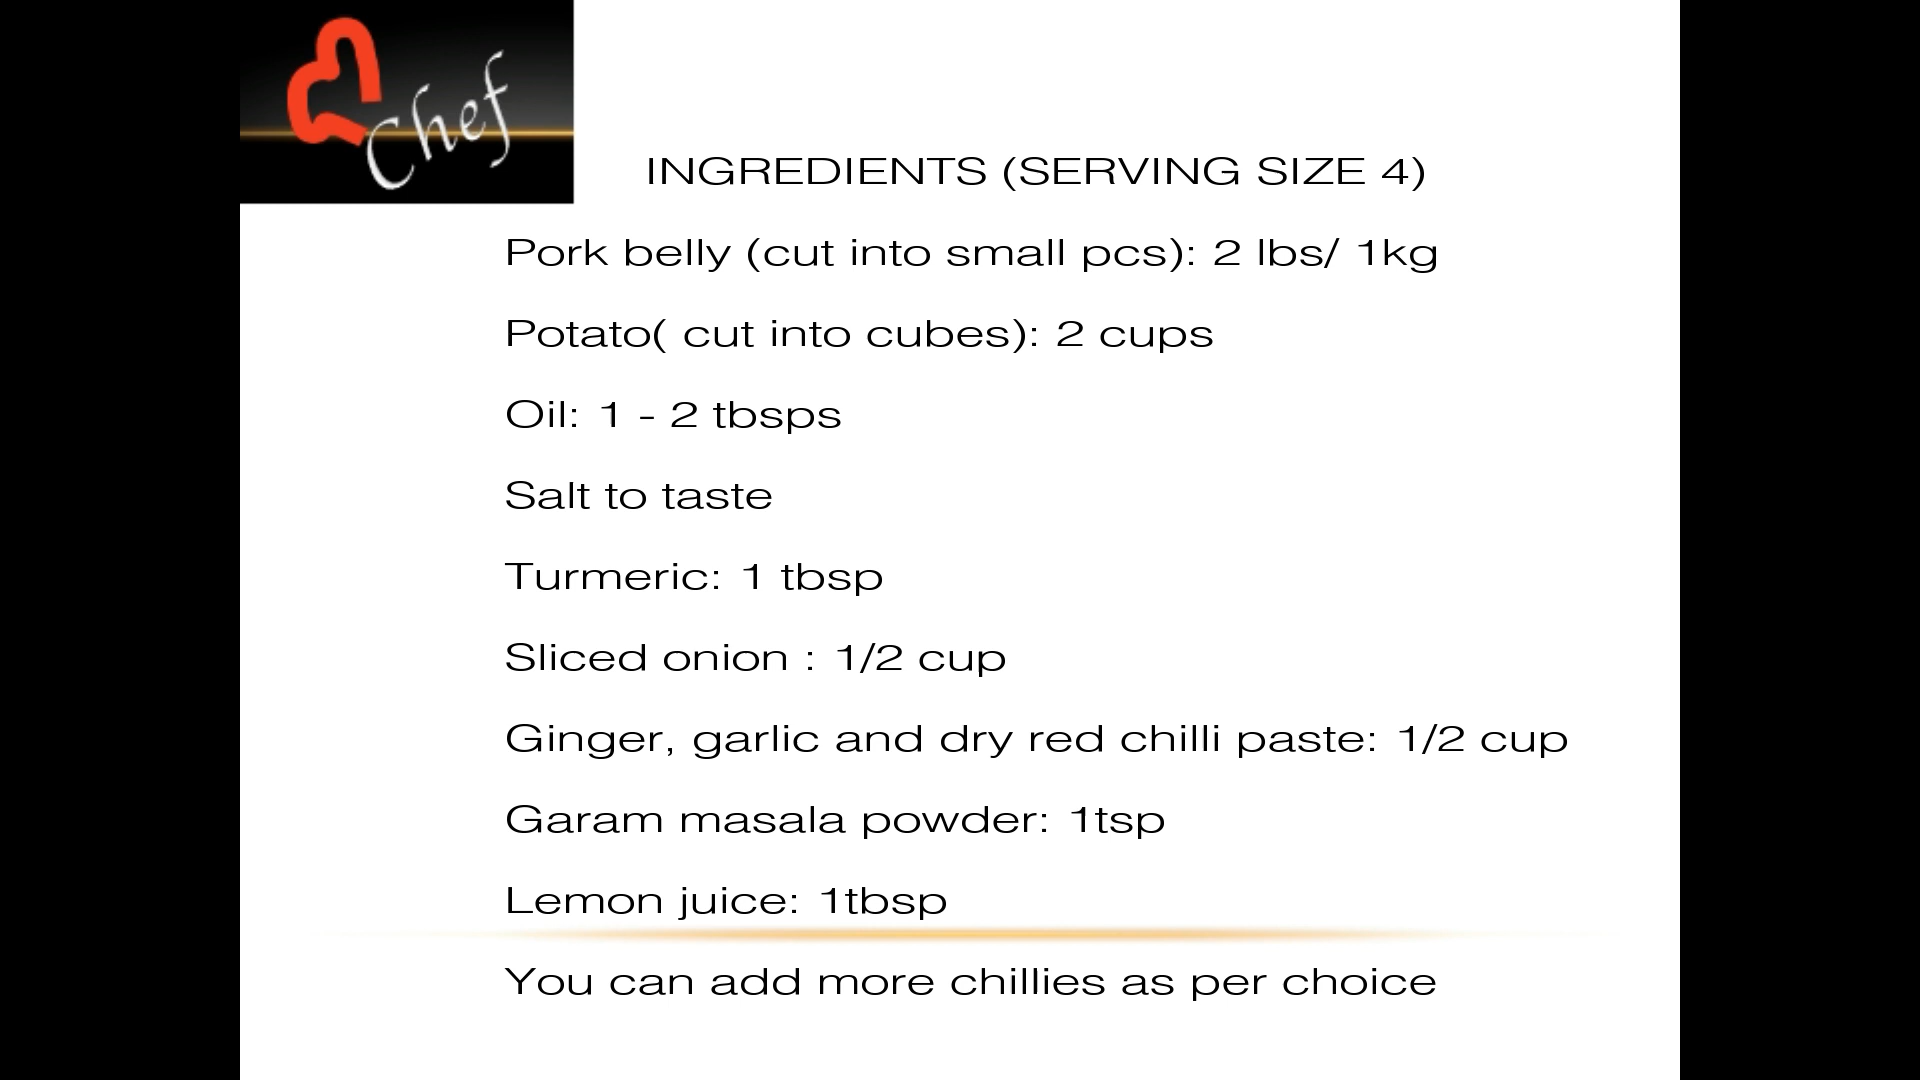 Chef
INGREDIENTS (SERVING SIZE 4)
Pork belly (cut into small pcs): 2 lbs/ 1kg
Potato( cut into cubes): 2 cups
Oil: 1 - 2 tbsps
Salt to taste
Turmeric: 1 tbsp
Sliced onion : 1/2 cup
Ginger, garlic and dry red chilli paste: 1/2 cup
Garam masala powder: 1tsp
Lemon juice: 1tbsp
You can add more chillies as per choice